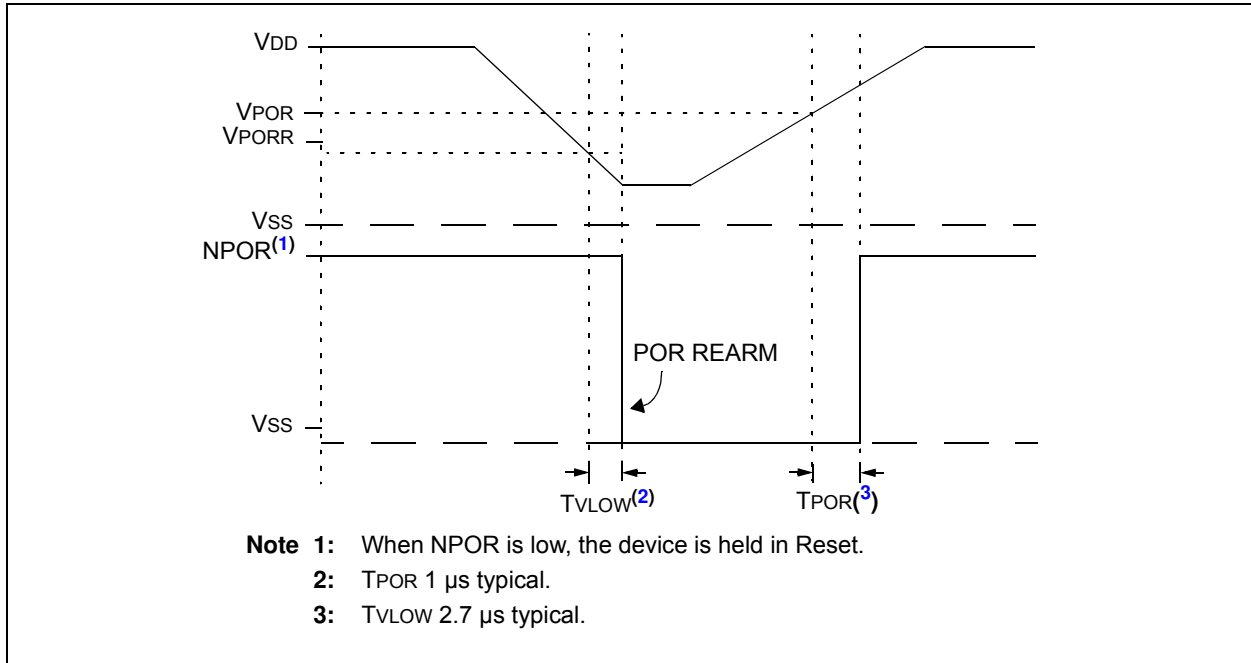 VDD
VPOR
VPORR
VSS
NPOR(1)
POR REARM
VSS
TVLOW(2)
TPOR(3)
Note 1: When NPOR is low, the device is held in Reset.
2: TPOR 1 µs typical.
3: TVLOW 2.7 µs typical.